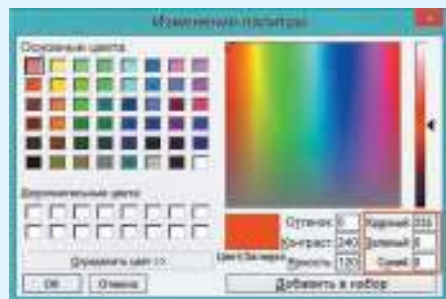 Изменение палитры
Основные цвета:
Дополнительные цвета:
Определить цвет >>
OK Отмена
Цвет|Заливка
Оттенок: 0 Красный: 255
Контраст: 240 Зеленый: 0
Яркость: 120 Синий: 0
Добавить в набор